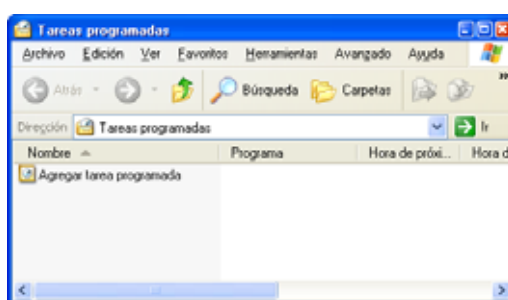 Tareas programadas
Archivo Edición Ver Favoritos Herramientas Avanzado Ayuda
Atrás Búsqueda Carpetas »
Dirección Tareas programadas Ir
Nombre Programa Hora de próxi... Hora d
Agregar tarea programada